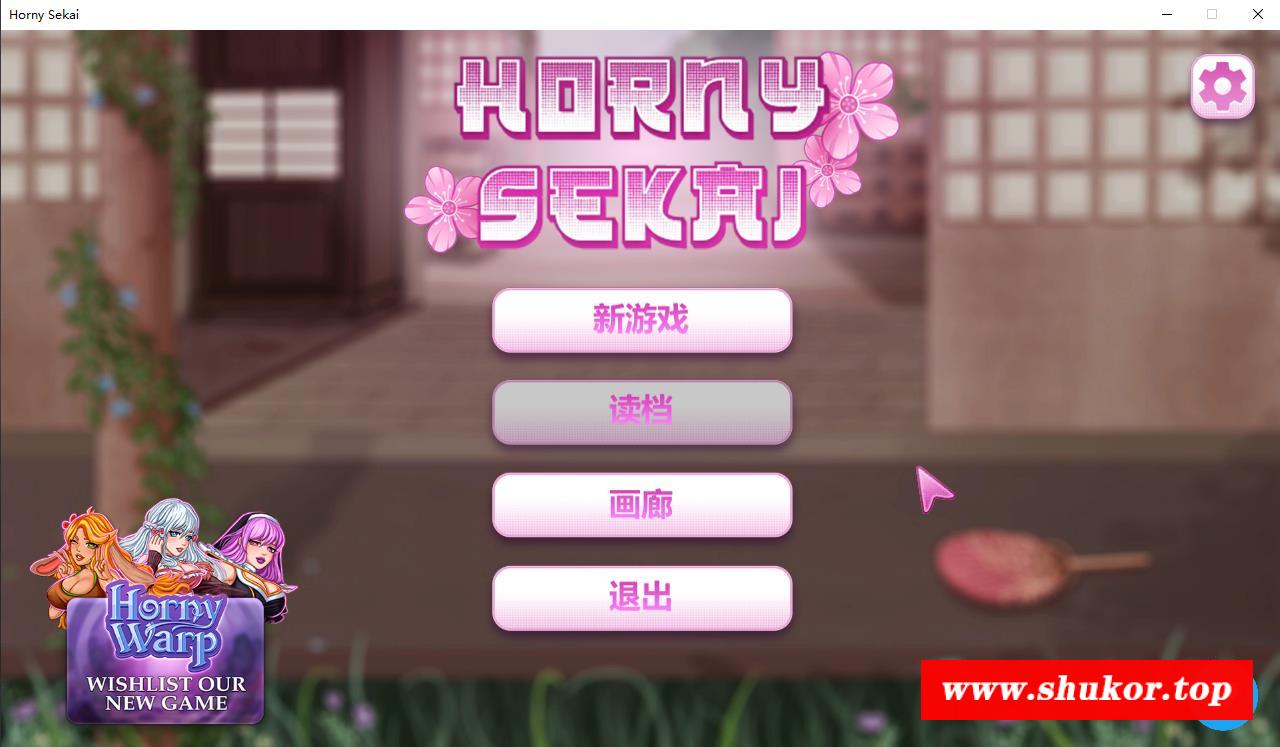 Horny Sekai
HORNY
SEKAI
新游戏
读档
画廊
退出
Horny
Warp
WISHLIST OUR
NEW GAME
www.shukor.top